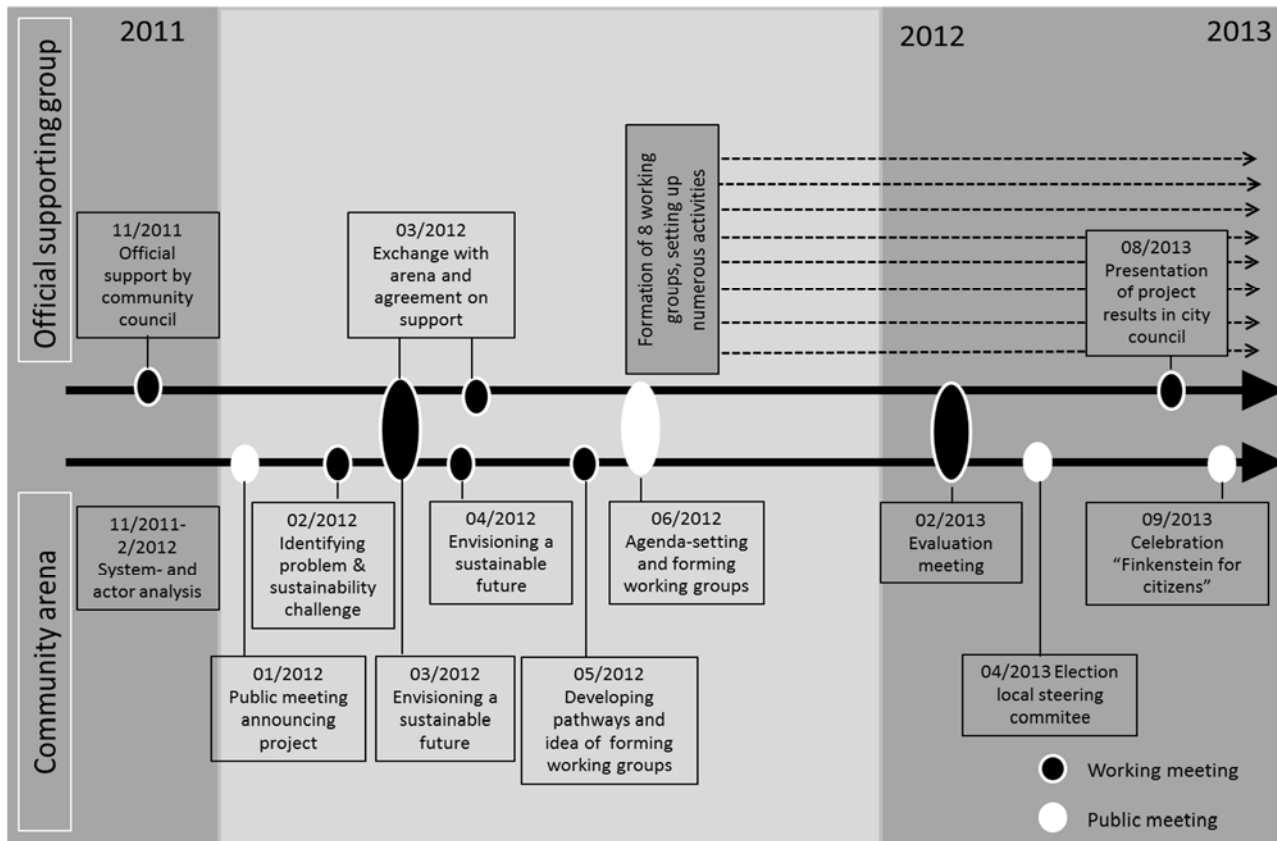 2011
2012
2013
Official supporting group
11/2011
Official
support by
community
council
03/2012
Exchange with
arena and
agreement on
support
Formation of 8 working
groups, setting up
numerous activities
08/2013
Presentation
of project
results in city
council
Community arena
11/2011-
2/2012
System- and
actor analysis
02/2012
Identifying
problem &
sustainability
challenge
04/2012
Envisioning a
sustainable
future
06/2012
Agenda-setting
and forming
working groups
02/2013
Evaluation
meeting
09/2013
Celebration
“Finkenstein for
citizens”
01/2012
Public meeting
announcing
project
03/2012
Envisioning a
sustainable
future
05/2012
Developing
pathways and
idea of forming
working groups
04/2013 Election
local steering
commitee
Working meeting
Public meeting